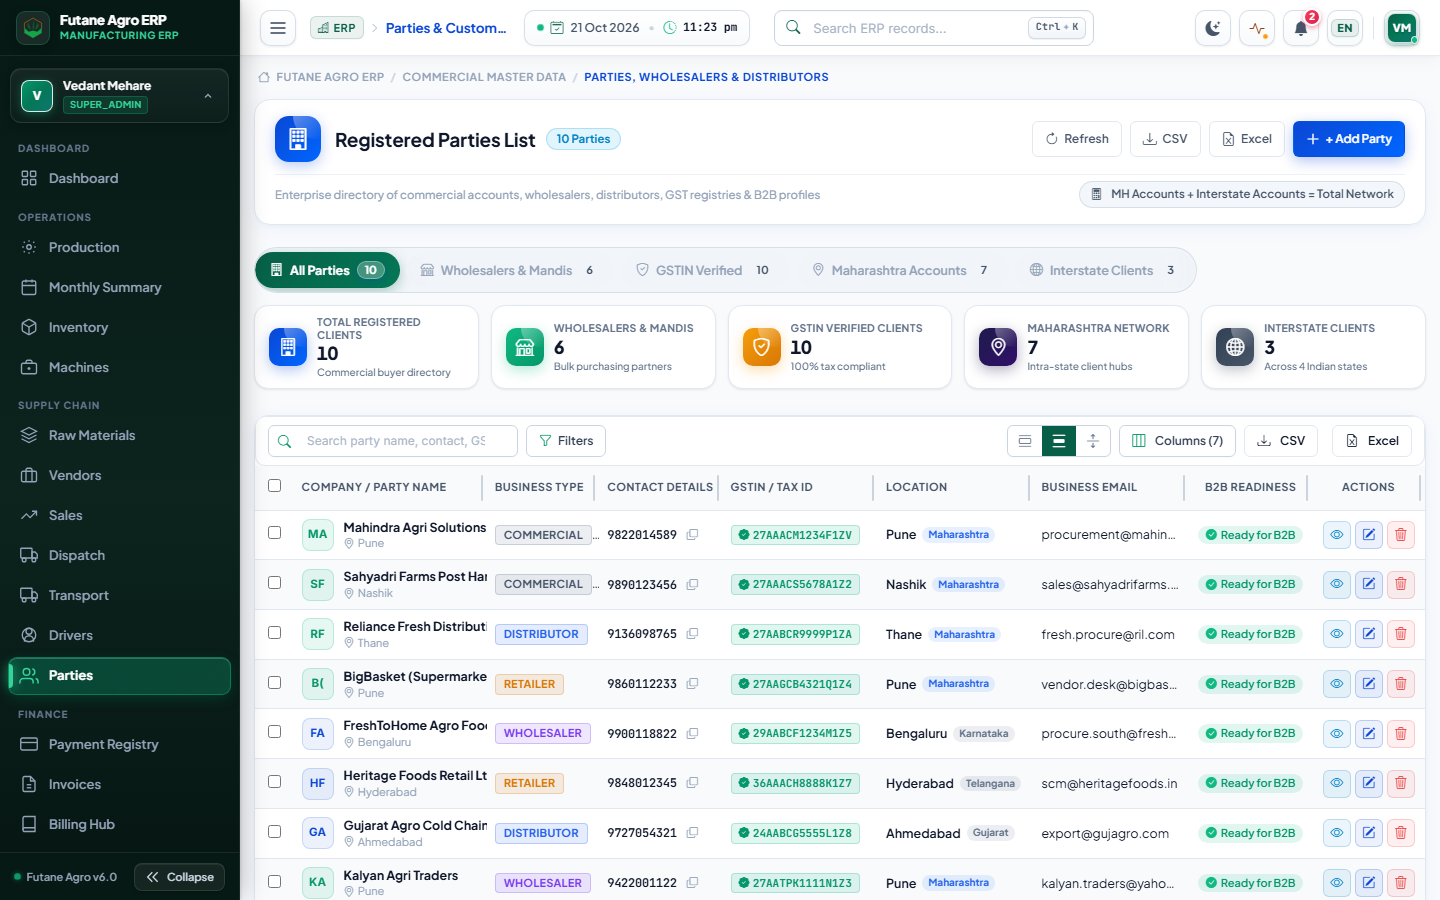 Futane Agro ERP
MANUFACTURING ERP
V
Vedant Mehare
SUPER_ADMIN
DASHBOARD
Dashboard
OPERATIONS
Production
Monthly Summary
Inventory
Machines
SUPPLY CHAIN
Raw Materials
Vendors
Sales
Dispatch
Transport
Drivers
Parties
FINANCE
Payment Registry
Invoices
Billing Hub
Futane Agro v6.0
Collapse
ERP
Parties & Custom...
21 Oct 2026
11:23 pm
Search ERP records...
Ctrl + K
2
EN
VM
FUTANE AGRO ERP / COMMERCIAL MASTER DATA / PARTIES, WHOLESALERS & DISTRIBUTORS
Registered Parties List
10 Parties
Refresh
CSV
Excel
+ Add Party
Enterprise directory of commercial accounts, wholesalers, distributors, GST registries & B2B profiles
MH Accounts + Interstate Accounts = Total Network
All Parties 10
Wholesalers & Mandis 6
GSTIN Verified 10
Maharashtra Accounts 7
Interstate Clients 3
TOTAL REGISTERED CLIENTS
10
Commercial buyer directory
WHOLESALERS & MANDIS
6
Bulk purchasing partners
GSTIN VERIFIED CLIENTS
10
100% tax compliant
MAHARASHTRA NETWORK
7
Intra-state client hubs
INTERSTATE CLIENTS
3
Across 4 Indian states
Search party name, contact, GS
Filters
Columns (7)
CSV
Excel
COMPANY / PARTY NAME BUSINESS TYPE CONTACT DETAILS GSTIN / TAX ID LOCATION BUSINESS EMAIL B2B READINESS ACTIONS
MA Mahindra Agri Solutions COMMERCIAL ... 9822014589 27AAACM1234F1ZV Pune Maharashtra procurement@mahin... Ready for B2B
Pune
SF Sahyadri Farms Post Har COMMERCIAL ... 9890123456 27AAACS5678A1Z2 Nashik Maharashtra sales@sahyadrifarms.... Ready for B2B
Nashik
RF Reliance Fresh Distributi DISTRIBUTOR 9136098765 27AABCR9999P1ZA Thane Maharashtra fresh.procure@ril.com Ready for B2B
Thane
B( BigBasket (Supermarke RETAILER 9860112233 27AAGCB4321Q1Z4 Pune Maharashtra vendor.desk@bigbas... Ready for B2B
Pune
FA FreshToHome Agro Food WHOLESALER 9900118822 29AABCF1234M1Z5 Bengaluru Karnataka procure.south@fresh... Ready for B2B
Bengaluru
HF Heritage Foods Retail Lt RETAILER 9848012345 36AAACH8888K1Z7 Hyderabad Telangana scm@heritagefoods.in Ready for B2B
Hyderabad
GA Gujarat Agro Cold Chain DISTRIBUTOR 9727054321 24AABCG5555L1Z8 Ahmedabad Gujarat export@gujagro.com Ready for B2B
Ahmedabad
KA Kalyan Agri Traders WHOLESALER 9422001122 27AATPK1111N1Z3 Pune Maharashtra kalyan.traders@yaho... Ready for B2B
Pune